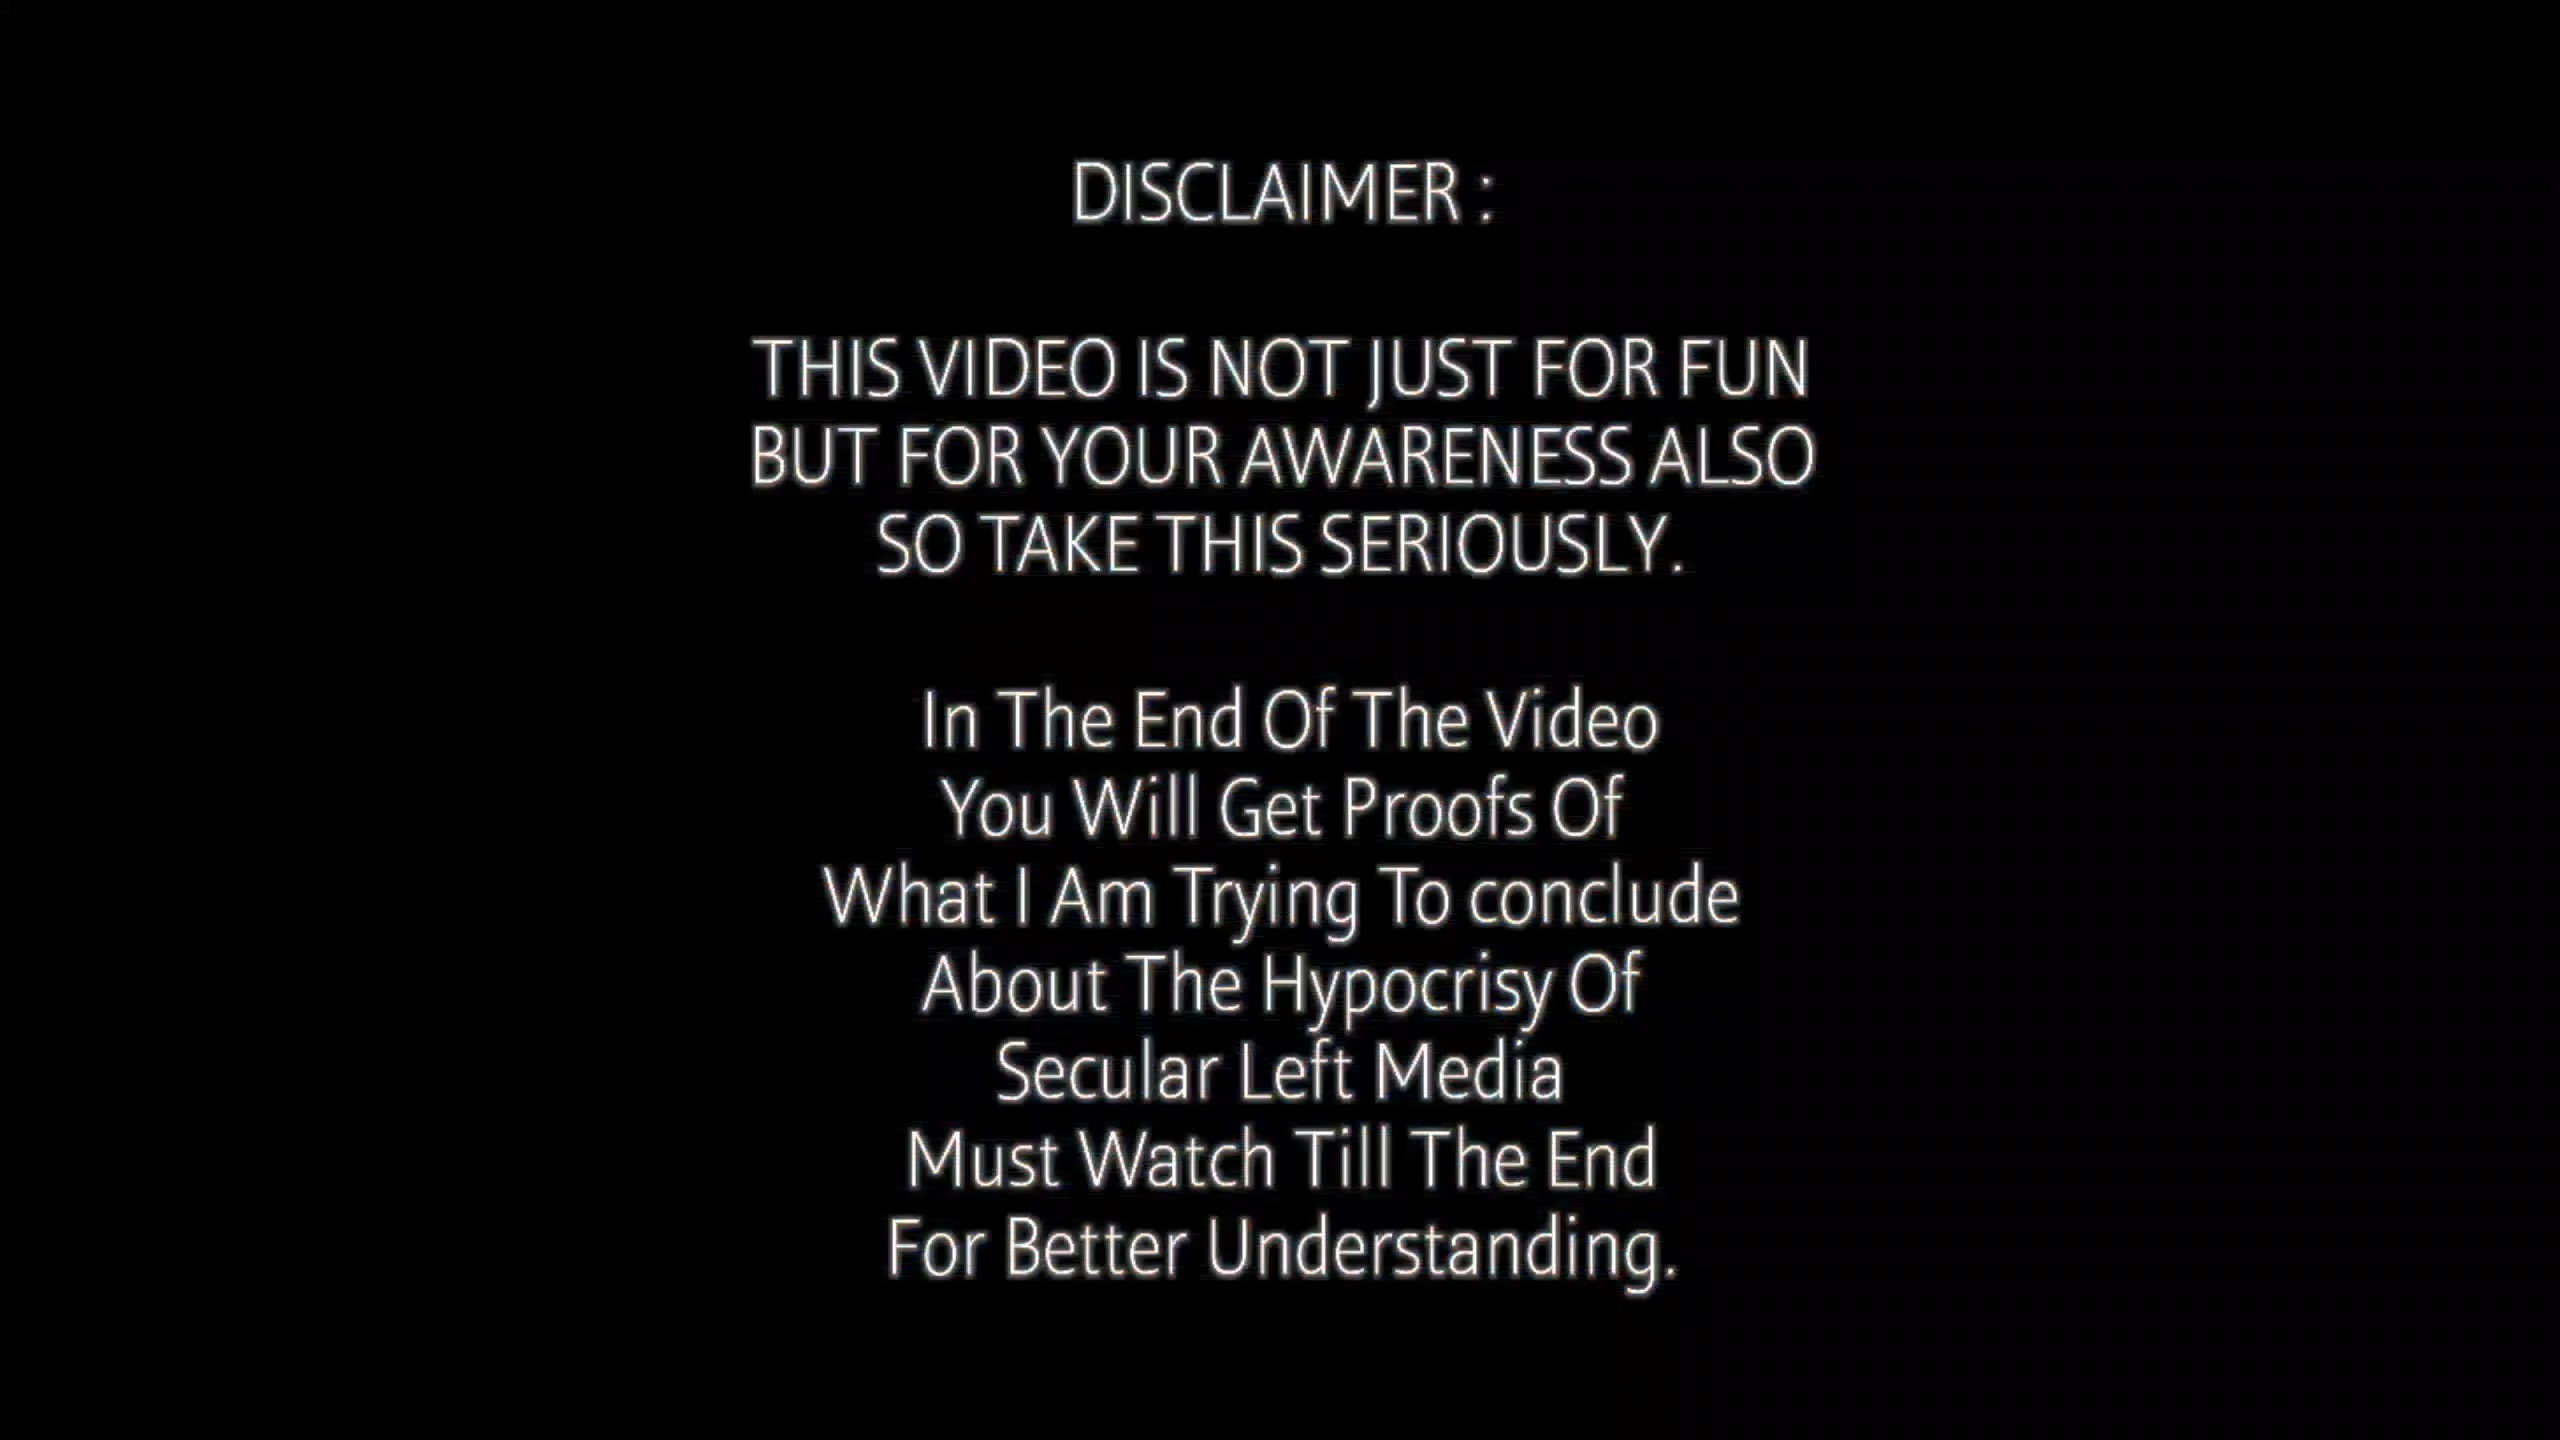 DISCLAIMER :
THIS VIDEO IS NOT JUST FOR FUN
BUT FOR YOUR AWARENESS ALSO
SO TAKE THIS SERIOUSLY.
In The End Of The Video
You Will Get Proofs Of
What I Am Trying To conclude
About The Hypocrisy Of
Secular Left Media
Must Watch Till The End
For Better Understanding.